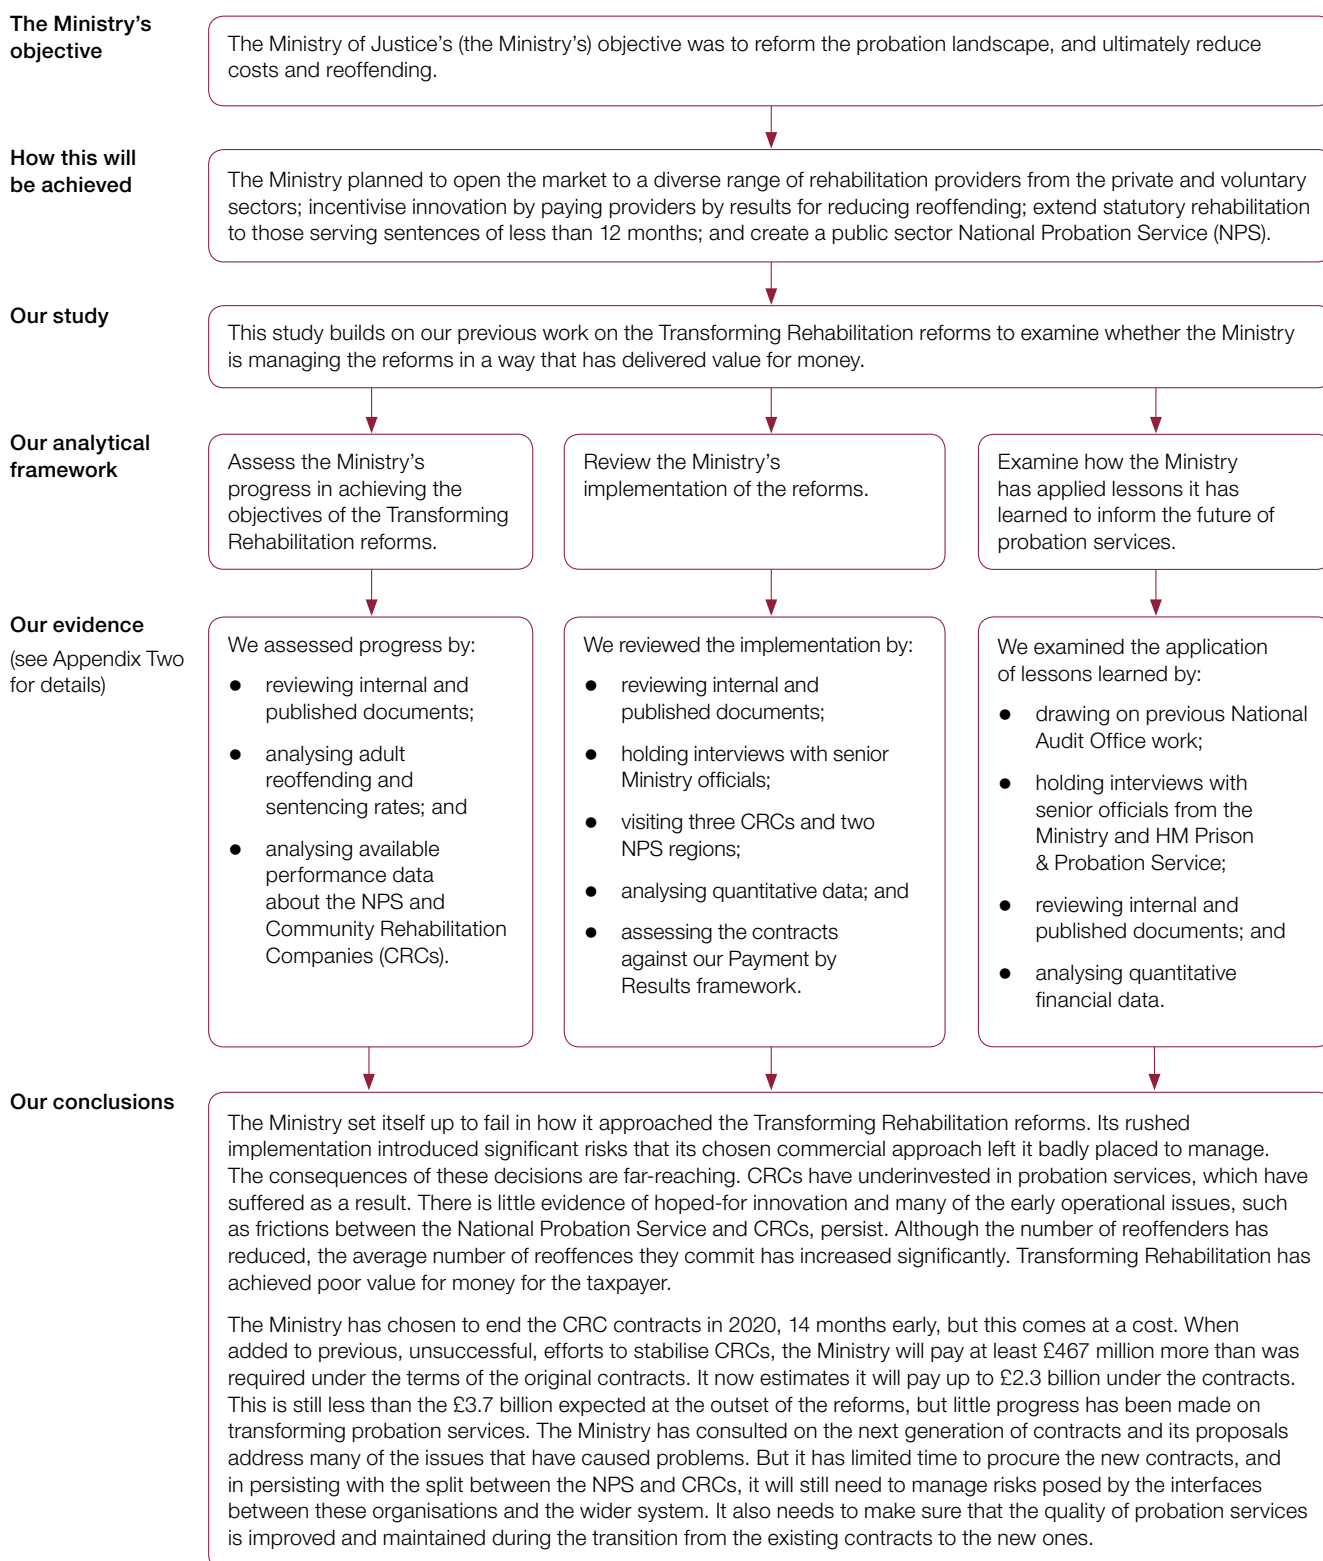 The Ministry's
objective
The Ministry of Justice's (the Ministry's) objective was to reform the probation landscape, and ultimately reduce
costs and reoffending.
How this will
be achieved
The Ministry planned to open the market to a diverse range of rehabilitation providers from the private and voluntary
sectors; incentivise innovation by paying providers by results for reducing reoffending; extend statutory rehabilitation
to those serving sentences of less than 12 months; and create a public sector National Probation Service (NPS).
Our study
This study builds on our previous work on the Transforming Rehabilitation reforms to examine whether the Ministry
is managing the reforms in a way that has delivered value for money.
Our analytical
framework
Assess the Ministry's
progress in achieving the
objectives of the Transforming
Rehabilitation reforms.
Review the Ministry's
implementation of the reforms.
Examine how the Ministry
has applied lessons it has
learned to inform the future of
probation services.
Our evidence
(see Appendix Two
for details)
We assessed progress by:
● reviewing internal and
published documents;
● analysing adult
reoffending and
sentencing rates; and
● analysing available
performance data
about the NPS and
Community Rehabilitation
Companies (CRCs).
We reviewed the implementation by:
● reviewing internal and
published documents;
● holding interviews with senior
Ministry officials;
● visiting three CRCs and two
NPS regions;
● analysing quantitative data; and
● assessing the contracts
against our Payment by
Results framework.
We examined the application
of lessons learned by:
● drawing on previous National
Audit Office work;
● holding interviews with
senior officials from the
Ministry and HM Prison
& Probation Service;
● reviewing internal and
published documents; and
● analysing quantitative
financial data.
Our conclusions
The Ministry set itself up to fail in how it approached the Transforming Rehabilitation reforms. Its rushed
implementation introduced significant risks that its chosen commercial approach left it badly placed to manage.
The consequences of these decisions are far-reaching. CRCs have underinvested in probation services, which have
suffered as a result. There is little evidence of hoped-for innovation and many of the early operational issues, such
as frictions between the National Probation Service and CRCs, persist. Although the number of reoffenders has
reduced, the average number of reoffences they commit has increased significantly. Transforming Rehabilitation has
achieved poor value for money for the taxpayer.
The Ministry has chosen to end the CRC contracts in 2020, 14 months early, but this comes at a cost. When
added to previous, unsuccessful, efforts to stabilise CRCs, the Ministry will pay at least £467 million more than was
required under the terms of the original contracts. It now estimates it will pay up to £2.3 billion under the contracts.
This is still less than the £3.7 billion expected at the outset of the reforms, but little progress has been made on
transforming probation services. The Ministry has consulted on the next generation of contracts and its proposals
address many of the issues that have caused problems. But it has limited time to procure the new contracts, and
in persisting with the split between the NPS and CRCs, it will still need to manage risks posed by the interfaces
between these organisations and the wider system. It also needs to make sure that the quality of probation services
is improved and maintained during the transition from the existing contracts to the new ones.